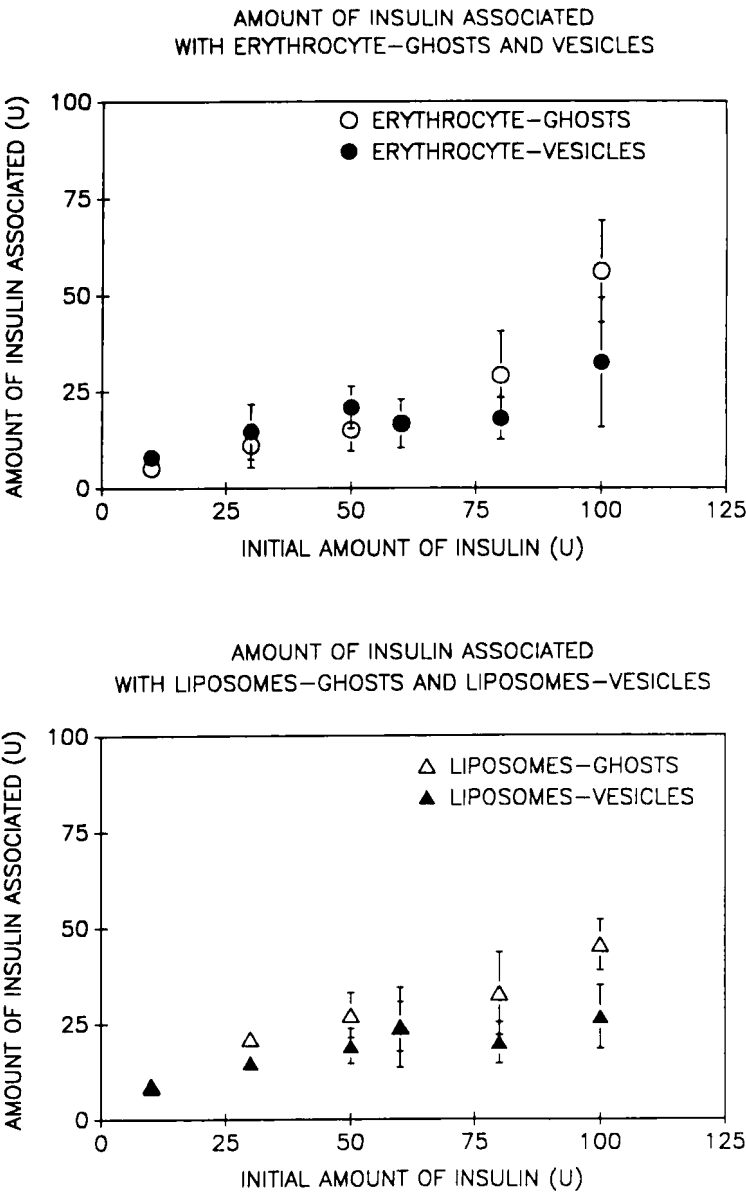 AMOUNT OF INSULIN ASSOCIATED
WITH ERYTHROCYTE-GHOSTS AND VESICLES
AMOUNT OF INSULIN ASSOCIATED (U)
100
75
50
25
0
ERYTHROCYTE-GHOSTS
ERYTHROCYTE-VESICLES
0 25 50 75 100 125
INITIAL AMOUNT OF INSULIN (U)
AMOUNT OF INSULIN ASSOCIATED
WITH LIPOSOMES-GHOSTS AND LIPOSOMES-VESICLES
AMOUNT OF INSULIN ASSOCIATED (U)
100
75
50
25
0
LIPOSOMES-GHOSTS
LIPOSOMES-VESICLES
0 25 50 75 100 125
INITIAL AMOUNT OF INSULIN (U)